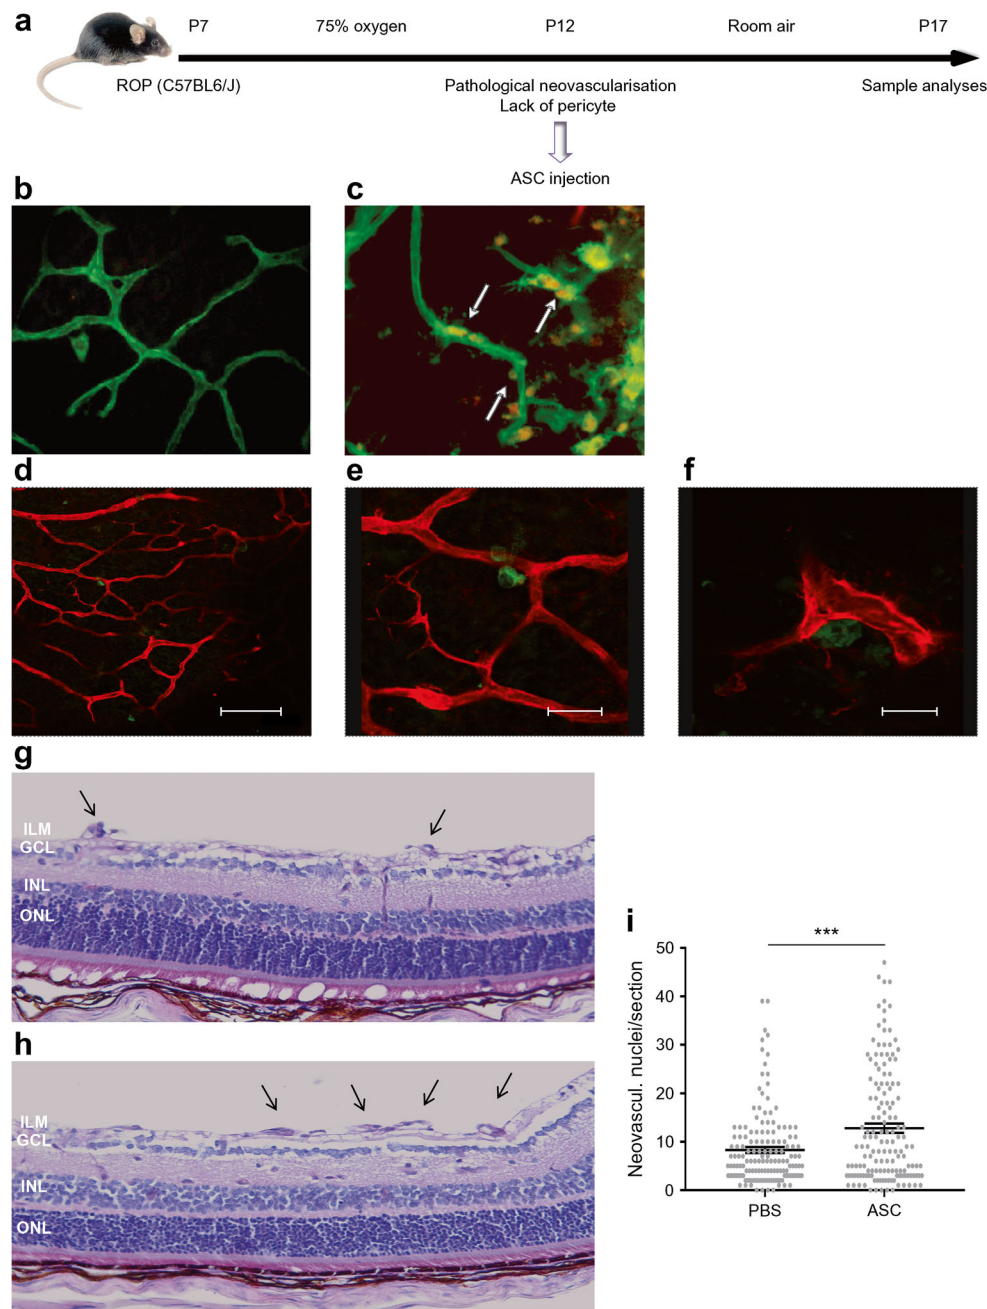 a
P7 75% oxygen P12 Room air P17
ROP (C57BL6/J) Pathological neovascularisation Sample analyses
Lack of pericyte
ASC injection
b c
d e f
g
ILM
GCL
INL
ONL
h
ILM
GCL
INL
ONL
i
***
Neovascul. nuclei/section
50
40
30
20
10
0
PBS ASC